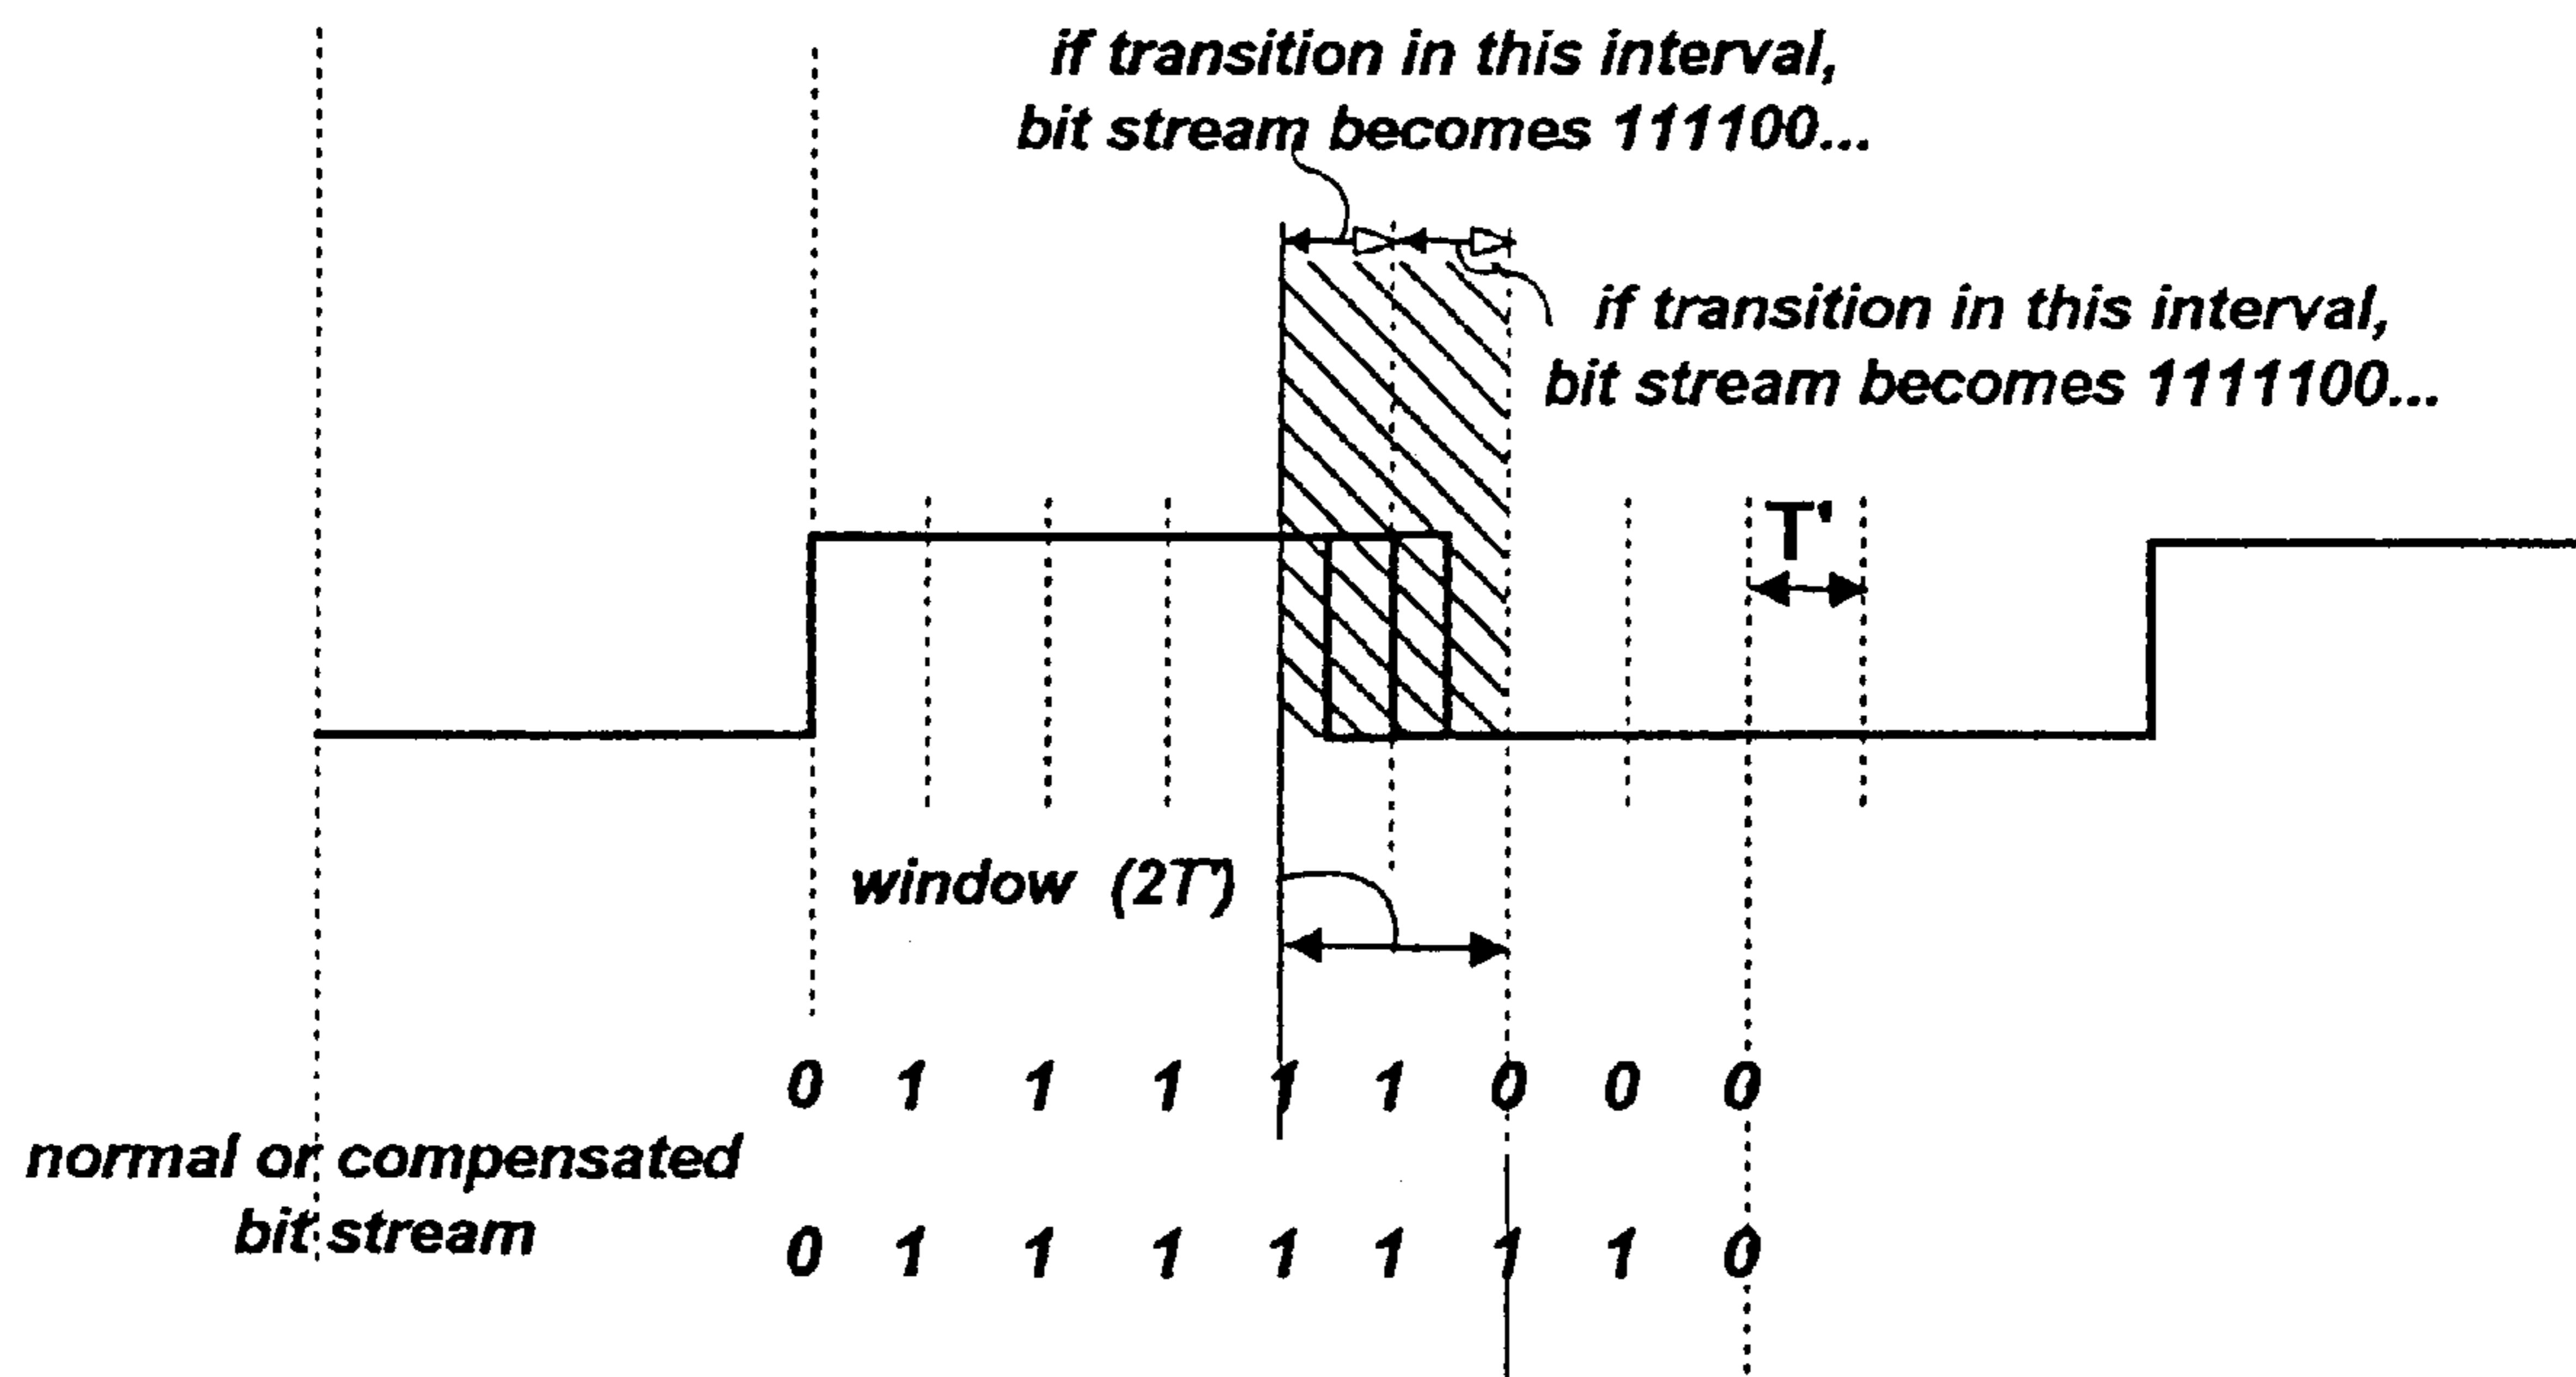 if transition in this interval,
bit stream becomes 111100...
if transition in this interval,
bit stream becomes 1111100...
T'
window (2T')
0 1 1 1 1 1 0 0 0
normal or compensated
bit stream
0 1 1 1 1 1 1 1 0